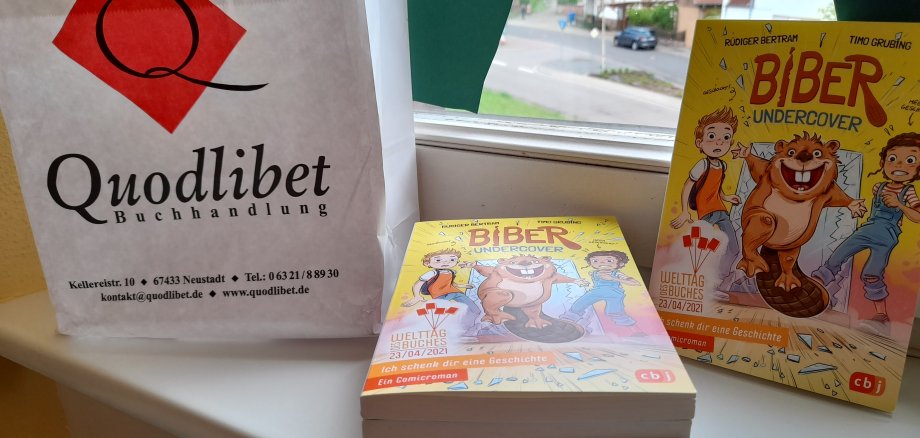 Q
Quodlibet
Buchhandlung
Kellereistr. 10 ◆ 67433 Neustadt ◆ Tel.: 0 63 21 / 8 89 30
kontakt@quodlibet.de ◆ www.quodlibet.de
RÜDIGER BERTRAM TIMO GRUBING
BiBER
UNDERCOVER
WELTTAG
DES
BUCHES
23/04/2021
Ich schenk dir eine Geschichte
Ein Comicroman
cbj
RÜDIGER BERTRAM TIMO GRUBING
BiBER
UNDERCOVER
WELTTAG
DES
BUCHES
23/04/2021
Ich schenk dir eine Geschichte
Ein Comicroman
cbj